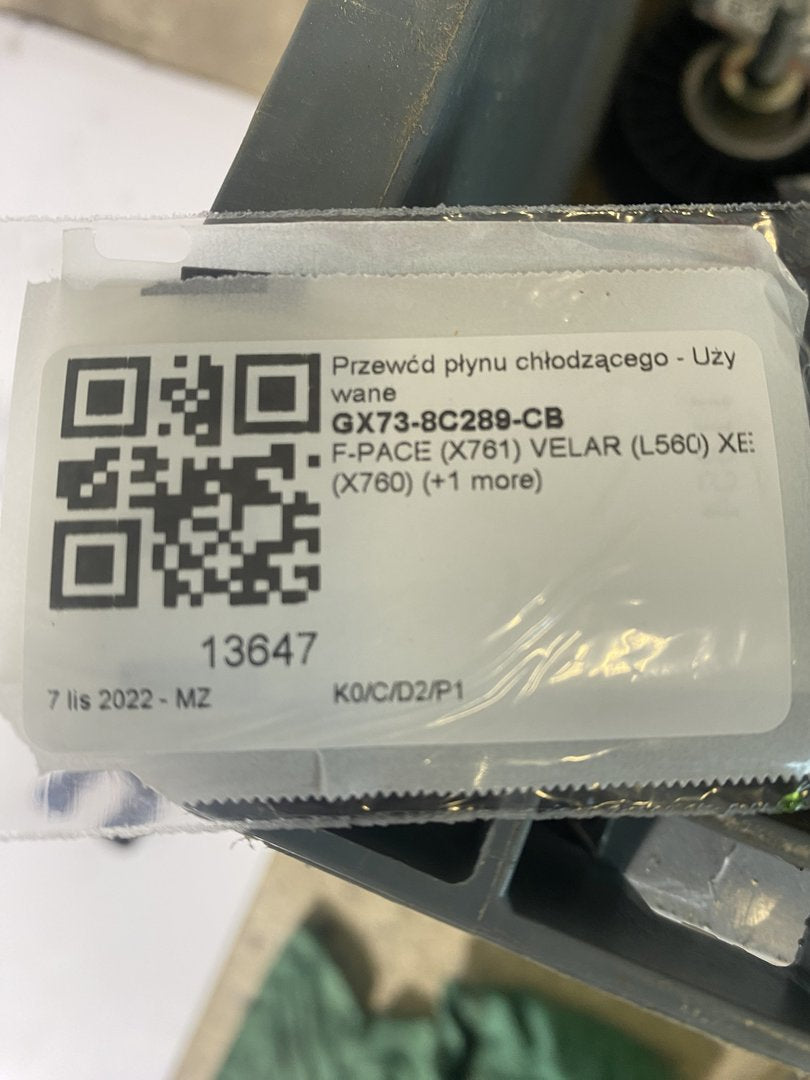 Przewód płynu chłodzącego - Uży
wane
GX73-8C289-CB
F-PACE (X761) VELAR (L560) XE
(X760) (+1 more)
13647
7 lis 2022 - MZ
K0/C/D2/P1